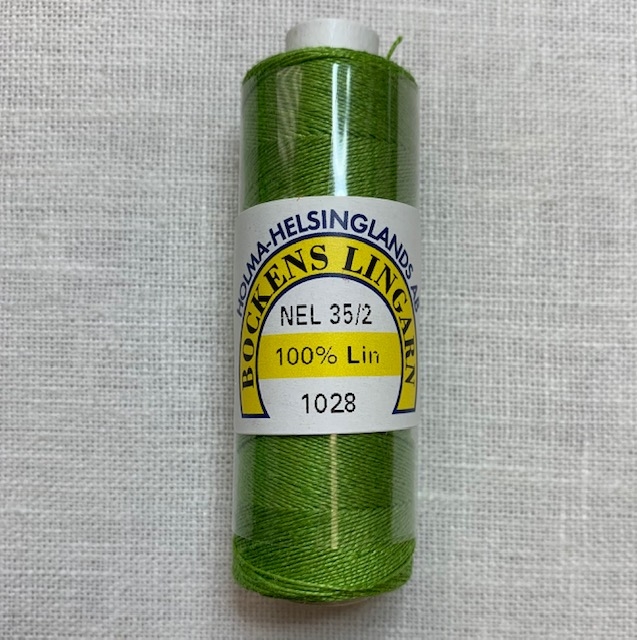 HOLMA-HELSINGLANDS AB
BOCKENS LINGARN
NEL 35/2
100% Lin
1028